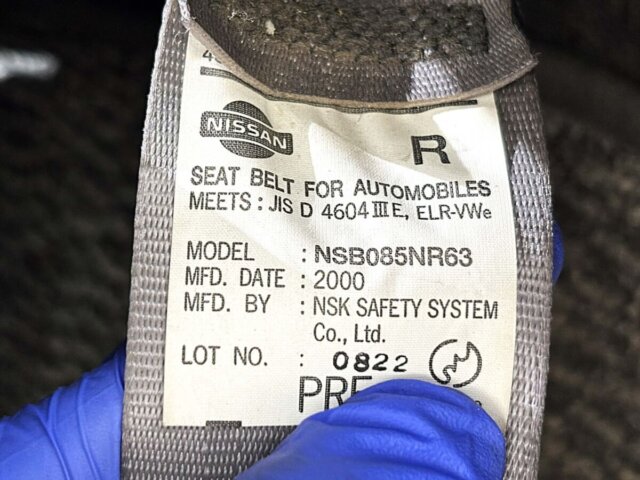 NISSAN
R
SEAT BELT FOR AUTOMOBILES
MEETS : JIS D 4604 III E, ELR-VWe
MODEL : NSB085NR63
MFD. DATE : 2000
MFD. BY : NSK SAFETY SYSTEM
Co., Ltd.
LOT NO. : 0822